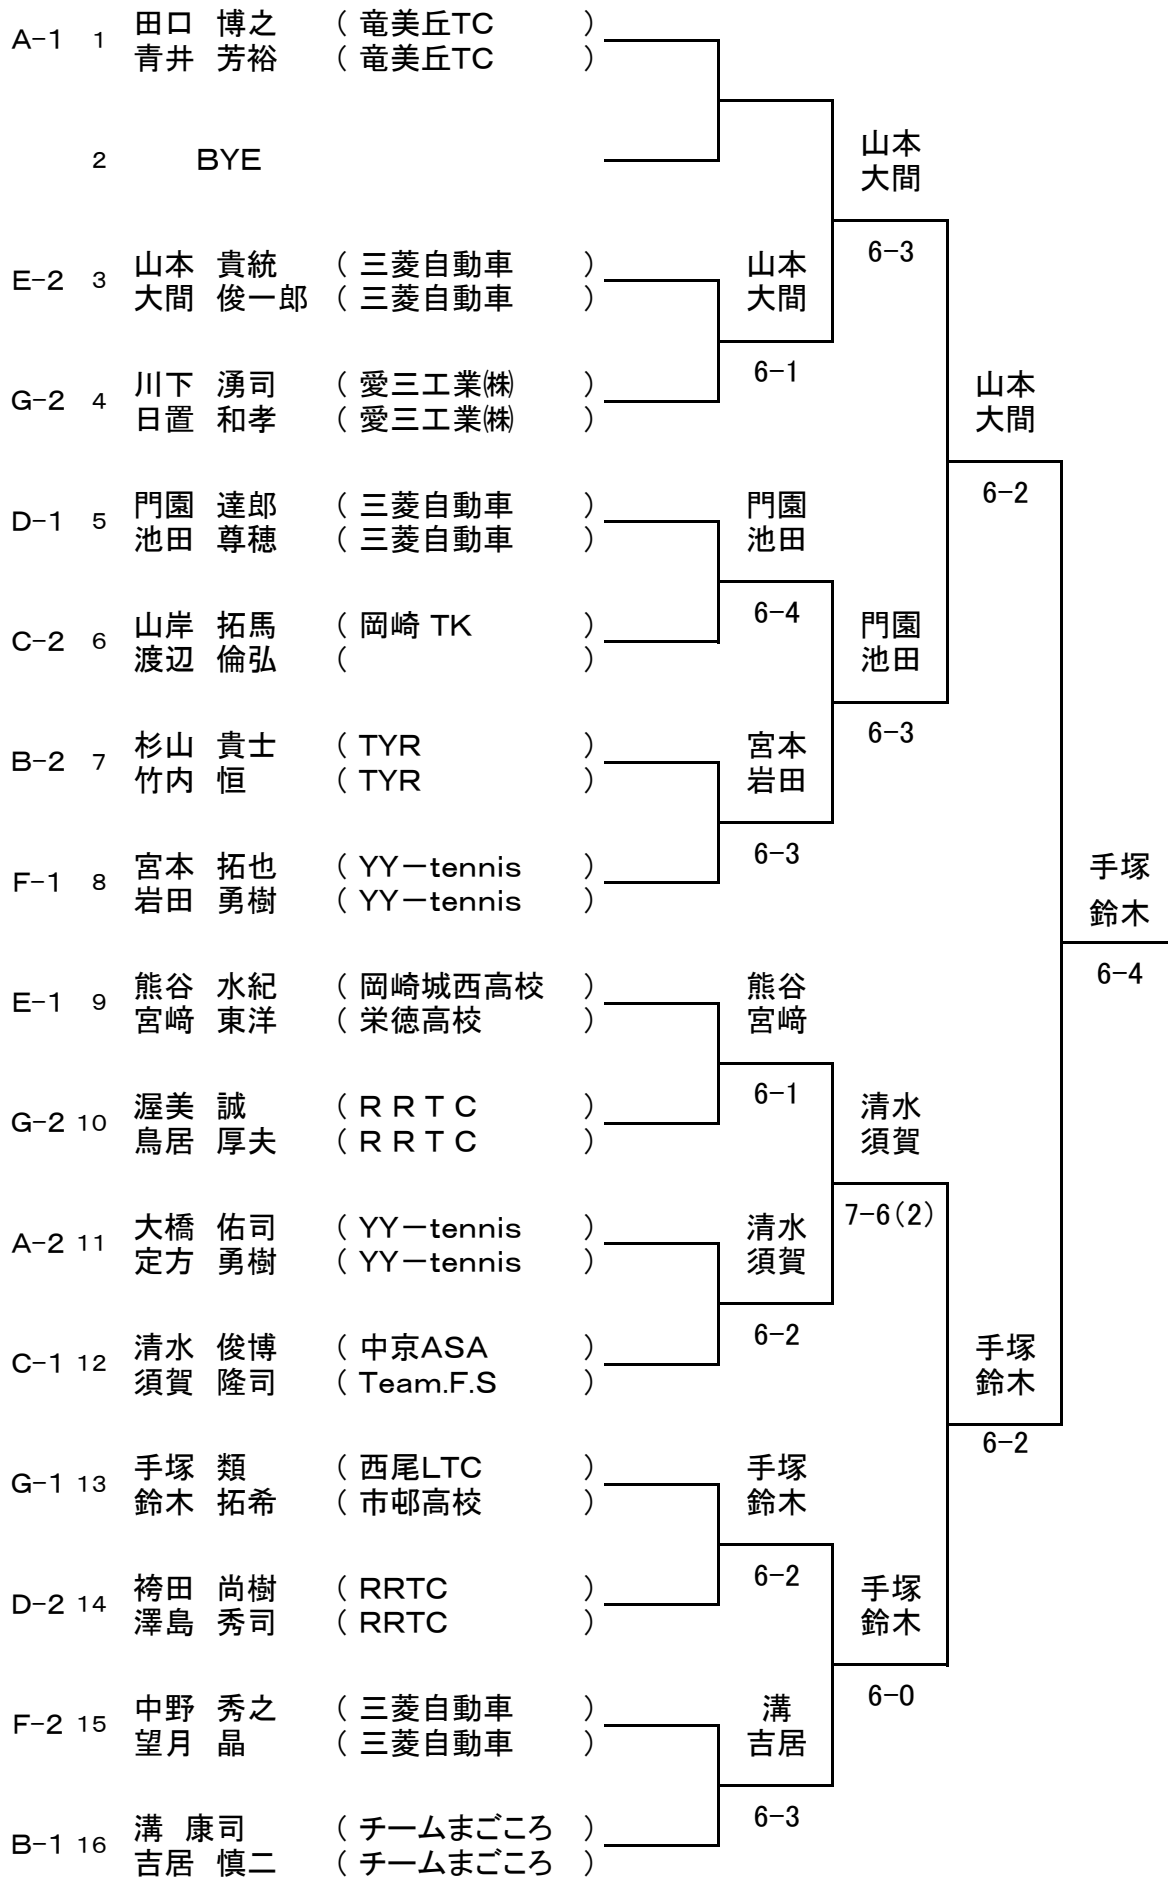 A-1 1 田口 博之 ( 竜美丘TC )
青井 芳裕 ( 竜美丘TC )
2 BYE
山本
大間
6-3
E-2 3 山本 貴統 ( 三菱自動車 )
大間 俊一郎 ( 三菱自動車 )
山本
大間
6-1
G-2 4 川下 湧司 ( 愛三工業㈱ )
日置 和孝 ( 愛三工業㈱ )
山本
大間
6-2
D-1 5 門園 達郎 ( 三菱自動車 )
池田 尊穂 ( 三菱自動車 )
門園
池田
6-4
C-2 6 山岸 拓馬 ( 岡崎 TK )
渡辺 倫弘 ( )
門園
池田
6-3
B-2 7 杉山 貴士 ( TYR )
竹内 恒 ( TYR )
宮本
岩田
6-3
F-1 8 宮本 拓也 ( YY－tennis )
岩田 勇樹 ( YY－tennis )
手塚
鈴木
6-4
E-1 9 熊谷 水紀 ( 岡崎城西高校 )
宮﨑 東洋 ( 栄徳高校 )
熊谷
宮﨑
6-1
G-2 10 渥美 誠 ( R R T C )
鳥居 厚夫 ( R R T C )
清水
須賀
7-6(2)
A-2 11 大橋 佑司 ( YY－tennis )
定方 勇樹 ( YY－tennis )
清水
須賀
6-2
C-1 12 清水 俊博 ( 中京ASA )
須賀 隆司 ( Team.F.S )
手塚
鈴木
6-2
G-1 13 手塚 類 ( 西尾LTC )
鈴木 拓希 ( 市邨高校 )
手塚
鈴木
6-2
D-2 14 袴田 尚樹 ( RRTC )
澤島 秀司 ( RRTC )
手塚
鈴木
6-0
F-2 15 中野 秀之 ( 三菱自動車 )
望月 晶 ( 三菱自動車 )
溝
吉居
6-3
B-1 16 溝 康司 ( チームまごころ )
吉居 慎二 ( チームまごころ )